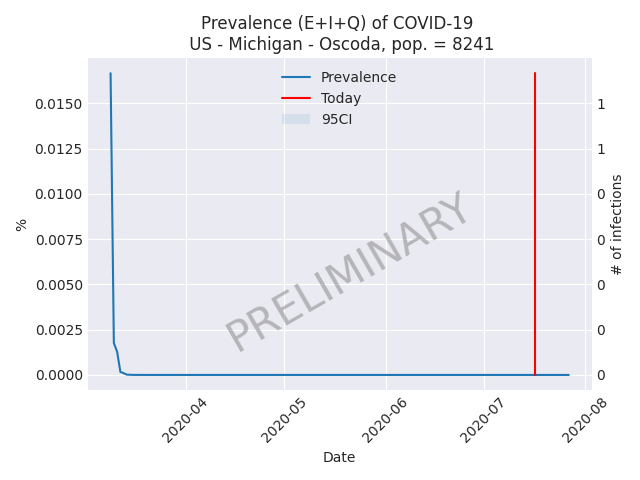 Prevalence (E+I+Q) of COVID-19
US - Michigan - Oscoda, pop. = 8241
Prevalence
Today
95CI
0.0150
0.0125
0.0100
0.0075
0.0050
0.0025
0.0000
%
1
1
0
0
0
0
0
# of infections
PRELIMINARY
2020-04
2020-05
2020-06
2020-07
2020-08
Date